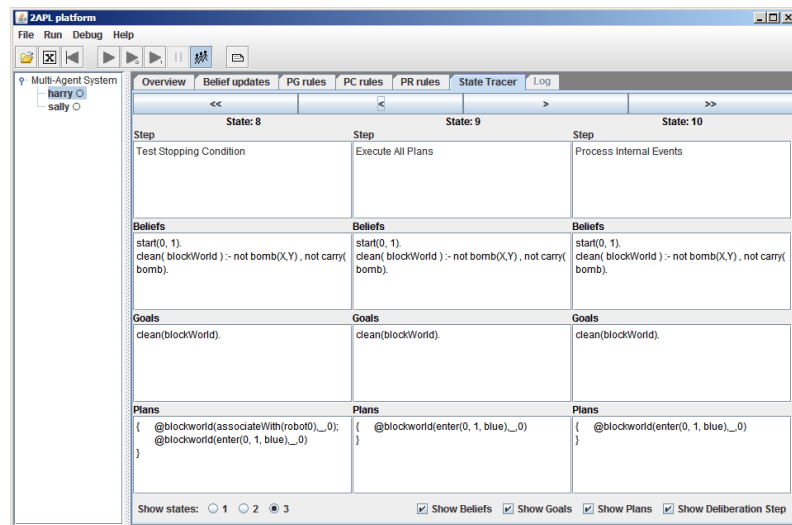 2APL platform
File Run Debug Help
Multi-Agent System
harry
sally
Overview Belief updates PG rules PC rules PR rules State Tracer Log
<< < > >>
State: 8 State: 9 State: 10
Step Step Step
Test Stopping Condition Execute All Plans Process Internal Events
Beliefs Beliefs Beliefs
start(0, 1). start(0, 1). start(0, 1).
clean( blockWorld ) :- not bomb(X,Y) , not carry( clean( blockWorld ) :- not bomb(X,Y) , not carry( clean( blockWorld ) :- not bomb(X,Y) , not carry(
bomb). bomb). bomb).
Goals Goals Goals
clean(blockWorld). clean(blockWorld). clean(blockWorld).
Plans Plans Plans
{ @blockworld(associateWith(robot0),_,0); { @blockworld(enter(0, 1, blue),_,0) { @blockworld(enter(0, 1, blue),_,0)
@blockworld(enter(0, 1, blue),_,0) } }
}
Show states: 1 2 3 Show Beliefs Show Goals Show Plans Show Deliberation Step